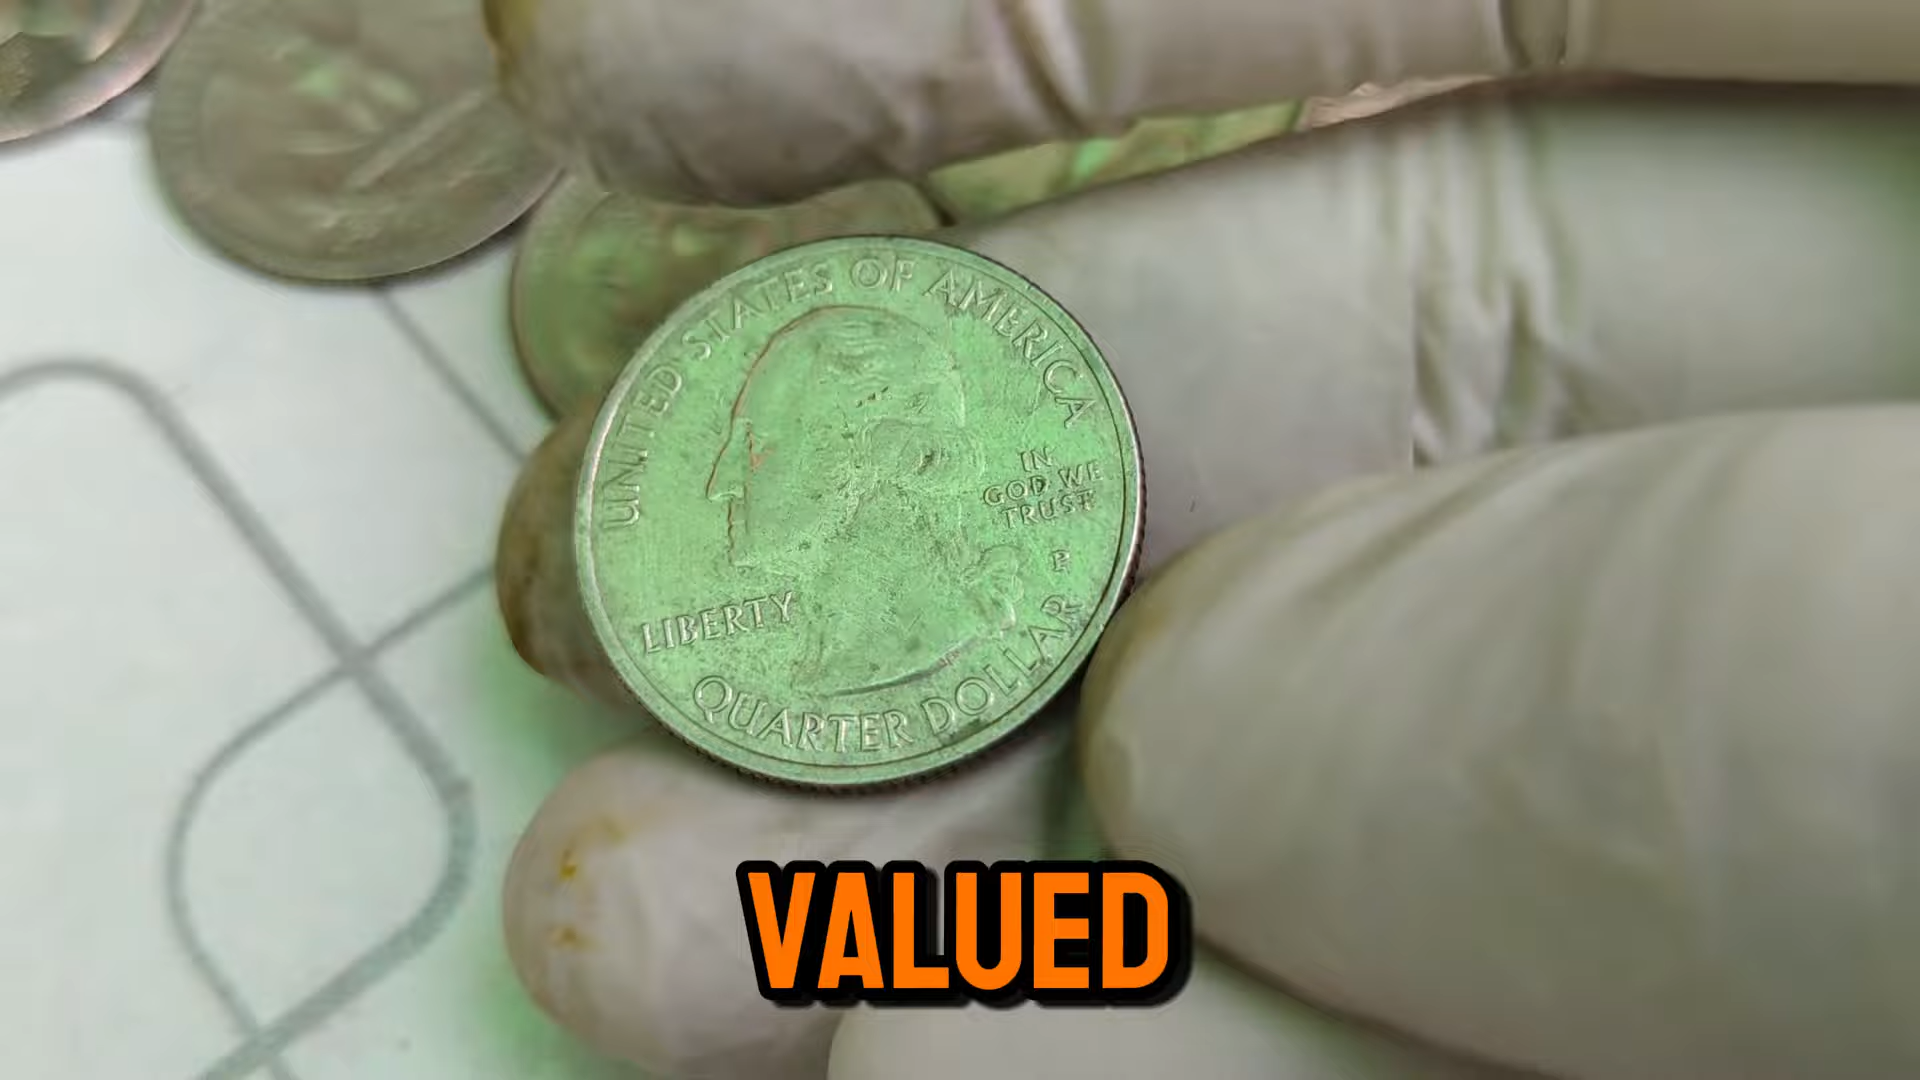 UNITED STATES OF AMERICA
IN
GOD WE
TRUST
P
LIBERTY
QUARTER DOLLAR
VALUED